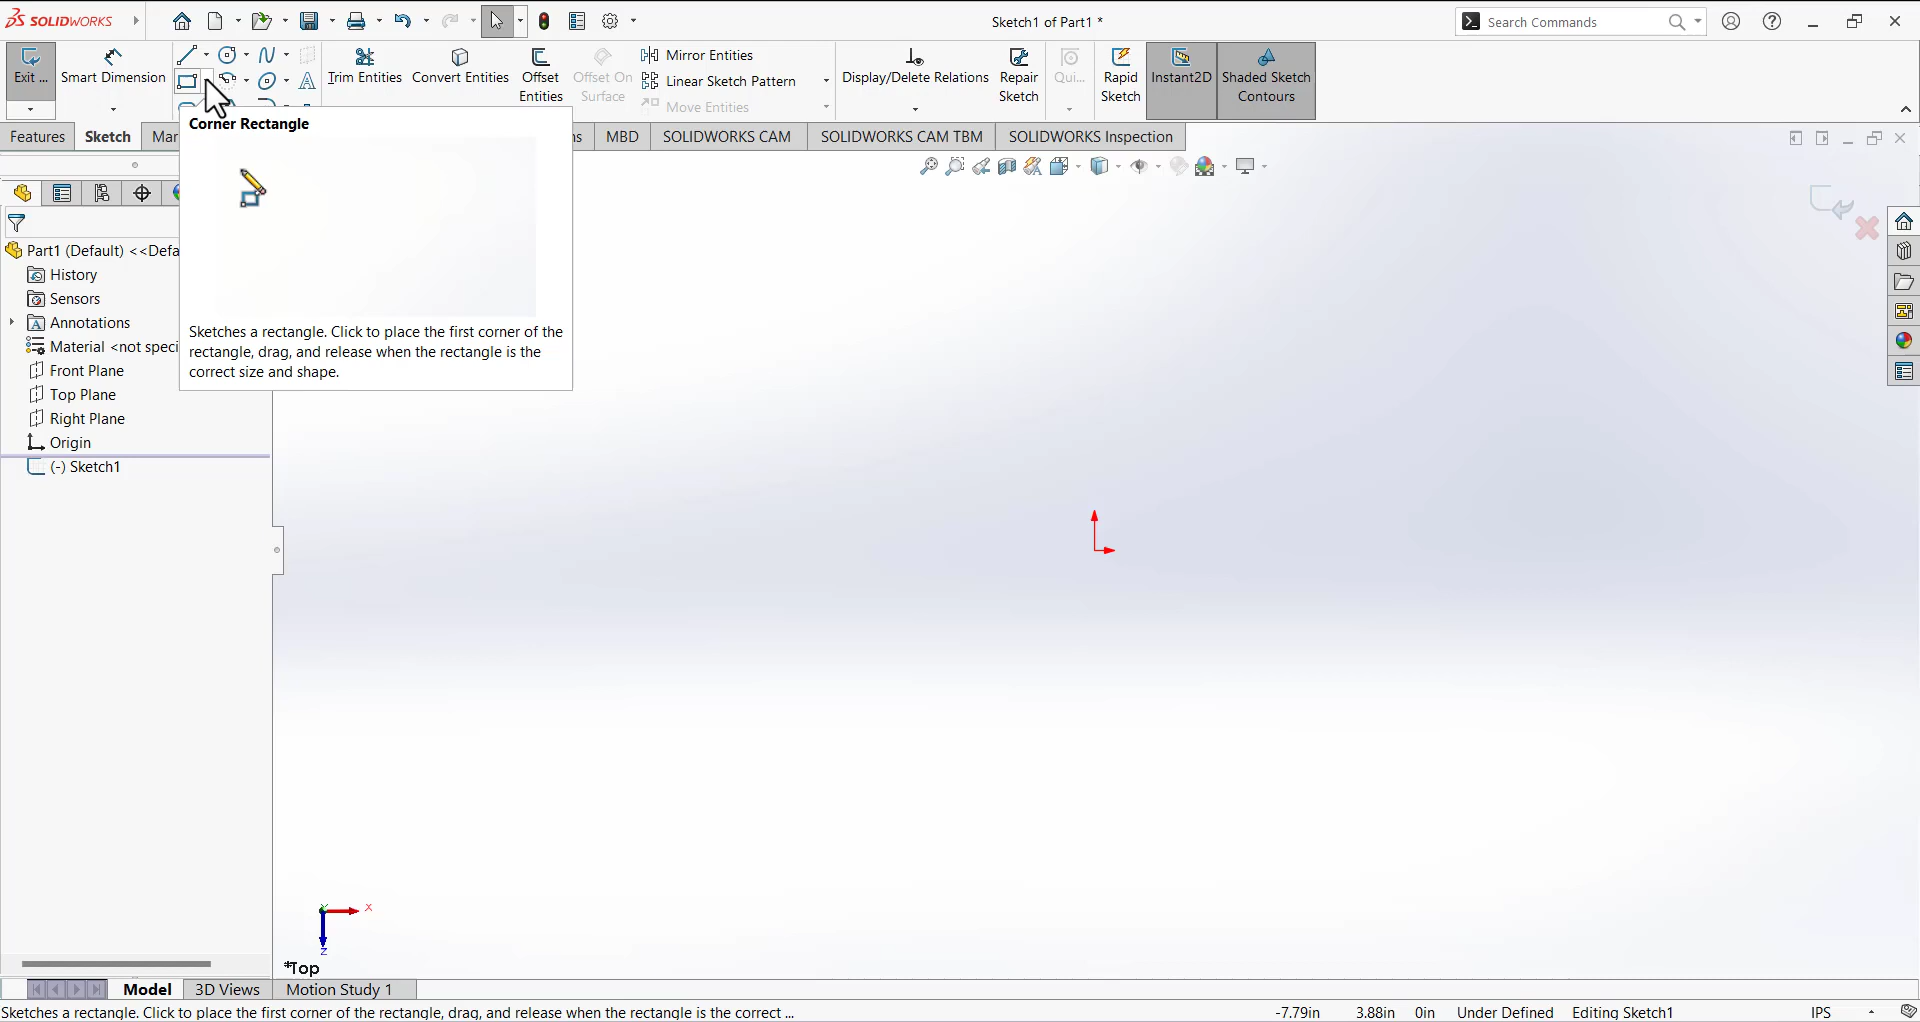 SOLIDWORKS
Sketch1 of Part1 *
Search Commands
Exit ...
Smart Dimension
Trim Entities
Convert Entities
Offset
Entities
Offset On
Surface
Mirror Entities
Linear Sketch Pattern
Move Entities
Display/Delete Relations
Repair
Sketch
Qui...
Rapid
Sketch
Instant2D
Shaded Sketch
Contours
Features
Sketch
Mar
MBD
SOLIDWORKS CAM
SOLIDWORKS CAM TBM
SOLIDWORKS Inspection
Corner Rectangle
Sketches a rectangle. Click to place the first corner of the
rectangle, drag, and release when the rectangle is the
correct size and shape.
Part1 (Default) <<Defa
History
Sensors
Annotations
Material <not speci
Front Plane
Top Plane
Right Plane
Origin
(-) Sketch1
X
Z
*Top
Model
3D Views
Motion Study 1
Sketches a rectangle. Click to place the first corner of the rectangle, drag, and release when the rectangle is the correct ...
-7.79in
3.88in
0in
Under Defined
Editing Sketch1
IPS